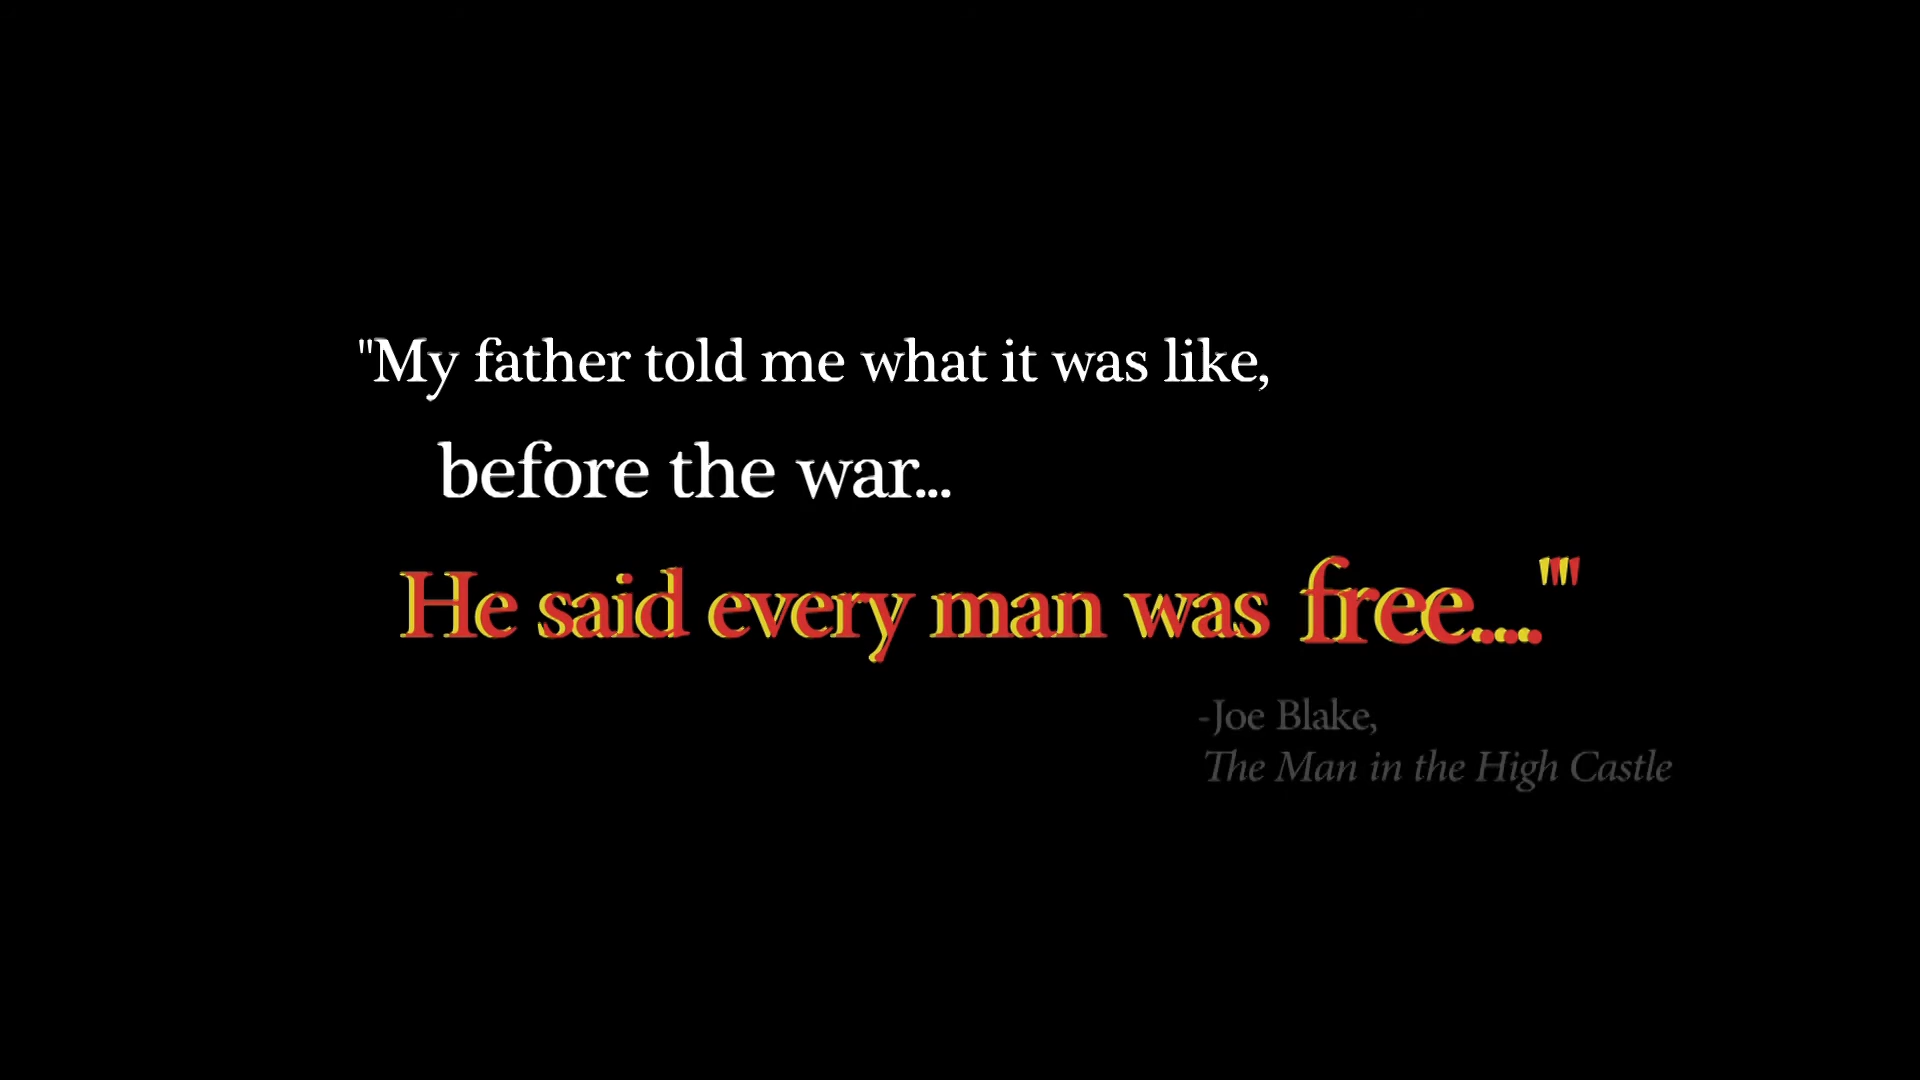 "My father told me what it was like,
before the war...
He said every man was free...."
-Joe Blake,
The Man in the High Castle